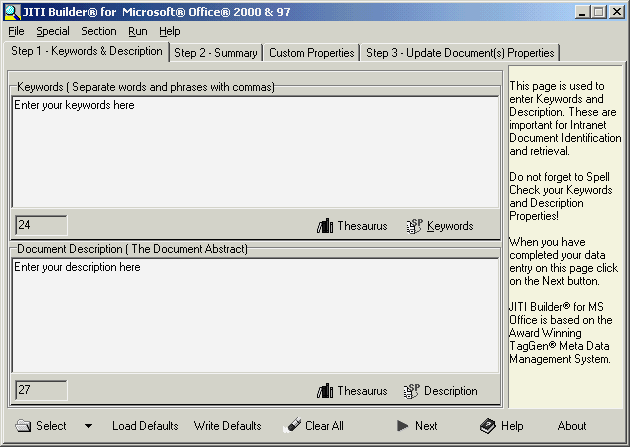 JITI Builder® for Microsoft® Office® 2000 & 97
File Special Section Run Help
Step 1 - Keywords & Description Step 2 - Summary Custom Properties Step 3 - Update Document(s) Properties
Keywords ( Separate words and phrases with commas)
Enter your keywords here
24 Thesaurus SP Keywords
Document Description ( The Document Abstract)
Enter your description here
27 Thesaurus SP Description
This page is used to
enter Keywords and
Description. These are
important for Intranet
Document Identification
and retrieval.
Do not forget to Spell
Check your Keywords
and Description
Properties!
When you have
completed your data
entry on this page click
on the Next button.
JITI Builder® for MS
Office is based on the
Award Winning
TagGen® Meta Data
Management System.
Select Load Defaults Write Defaults Clear All Next Help About